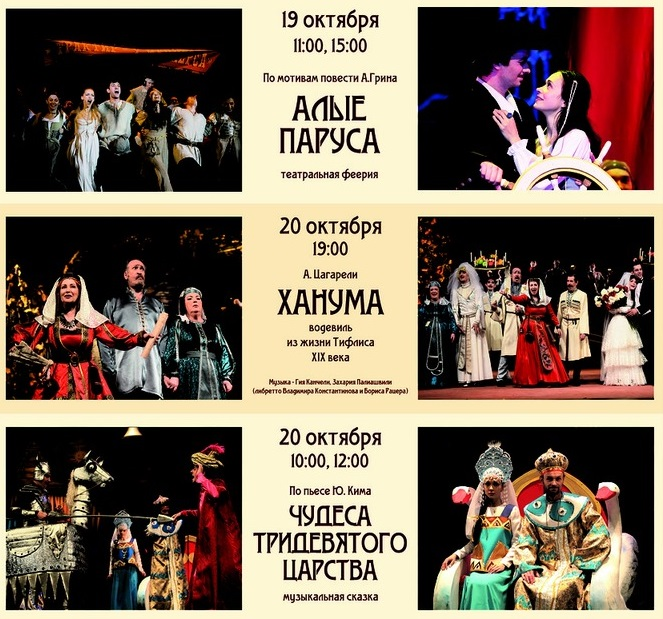 19 октября
11:00, 15:00
По мотивам повести А.Грина
АЛЫЕ
ПАРУСА
театральная феерия
20 октября
19:00
А. Цагарели
ХАНУМА
водевиль
из жизни Тифлиса
XIX века
Музыка - Гия Канчели, Захария Палиашвили
(либретто Владимира Константинова и Бориса Рацера)
20 октября
10:00, 12:00
По пьесе Ю. Кима
ЧУДЕСА
ТРИДЕВЯТОГО
ЦАРСТВА
музыкальная сказка